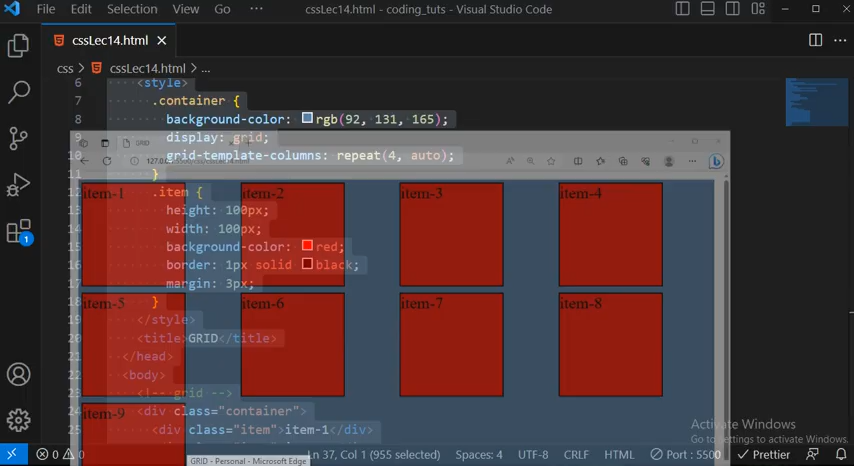 File Edit Selection View Go ··· cssLec14.html - coding_tuts - Visual Studio Code
cssLec14.html
css > cssLec14.html > ...
6 <style>
7 .container {
8 background-color: rgb(92, 131, 165);
9 display: grid;
10 grid-template-columns: repeat(4, auto);
11 }
12 .item {
13 height: 100px;
14 width: 100px;
15 background-color: red;
16 border: 1px solid black;
17 margin: 3px;
18 }
19 </style>
20 <title>GRID</title>
21 </head>
22 <body>
23 <!-- grid -->
24 <div class="container">
25 <div class="item">item-1</div>
GRID
item-1 item-2 item-3 item-4
item-5 item-6 item-7 item-8
item-9
1
Activate Windows
Go to Settings to activate Windows.
0 0 Ln 37, Col 1 (955 selected) Spaces: 4 UTF-8 CRLF HTML Port : 5500 Prettier
GRID - Personal - Microsoft Edge